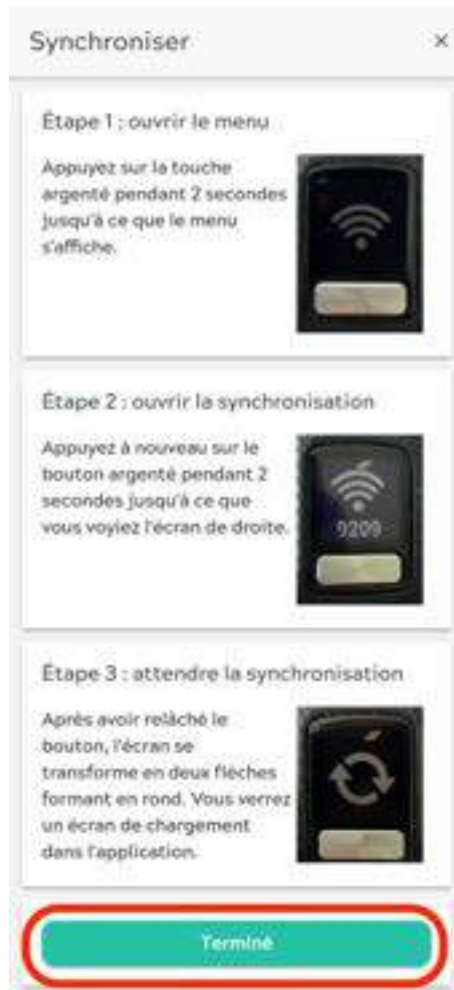 Synchroniser
×
Étape 1 : ouvrir le menu
Appuyez sur la touche
argenté pendant 2 secondes
jusqu'à ce que le menu
s'affiche.
Étape 2 : ouvrir la synchronisation
Appuyez à nouveau sur le
bouton argenté pendant 2
secondes jusqu'à ce que
vous voyiez l'écran de droite.
9209
Étape 3 : attendre la synchronisation
Après avoir relâché le
bouton, l'écran se
transforme en deux flèches
formant en rond. Vous verrez
un écran de chargement
dans l'application.
Terminé